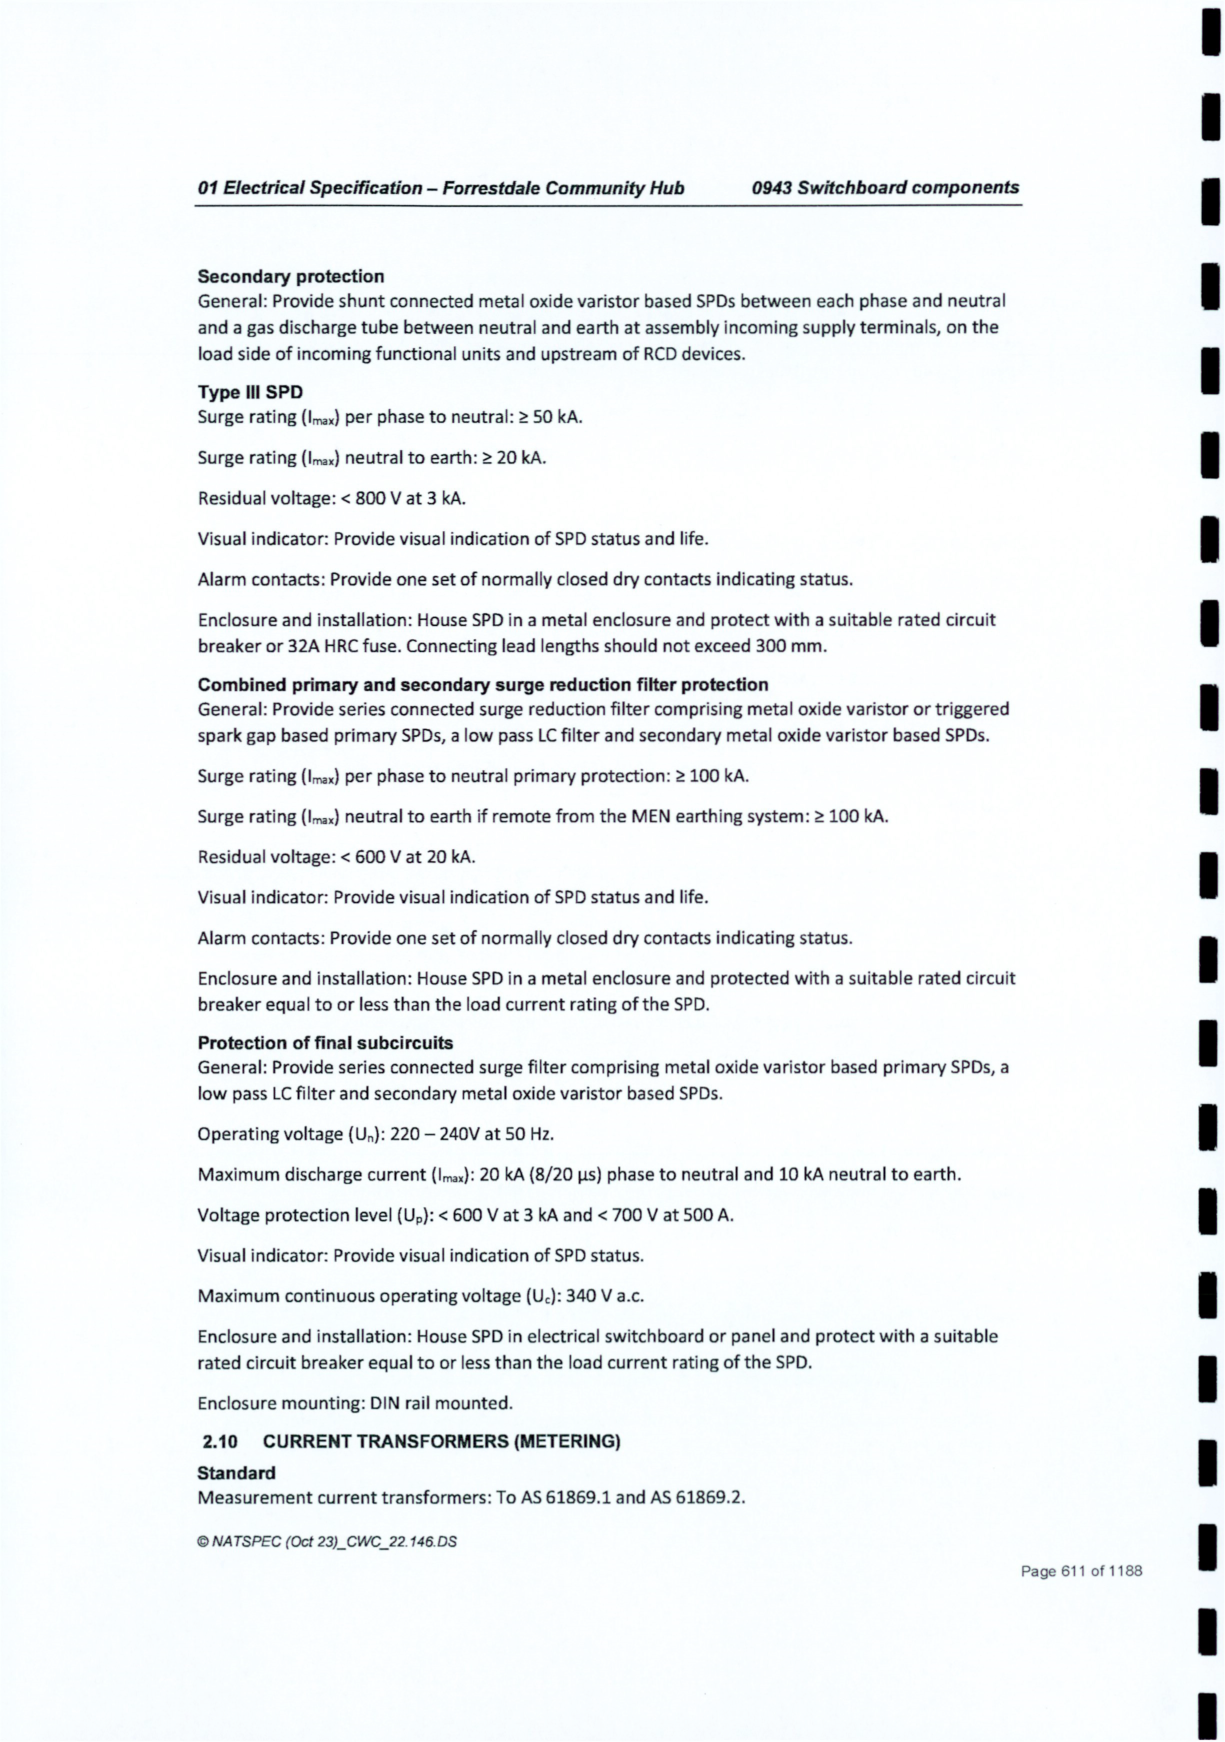 01 Electrical Specification – Forrestdale Community Hub 0943 Switchboard components
Secondary protection
General: Provide shunt connected metal oxide varistor based SPDs between each phase and neutral
and a gas discharge tube between neutral and earth at assembly incoming supply terminals, on the
load side of incoming functional units and upstream of RCD devices.
Type III SPD
Surge rating (Imax) per phase to neutral: ≥ 50 kA.
Surge rating (Imax) neutral to earth: ≥ 20 kA.
Residual voltage: < 800 V at 3 kA.
Visual indicator: Provide visual indication of SPD status and life.
Alarm contacts: Provide one set of normally closed dry contacts indicating status.
Enclosure and installation: House SPD in a metal enclosure and protect with a suitable rated circuit
breaker or 32A HRC fuse. Connecting lead lengths should not exceed 300 mm.
Combined primary and secondary surge reduction filter protection
General: Provide series connected surge reduction filter comprising metal oxide varistor or triggered
spark gap based primary SPDs, a low pass LC filter and secondary metal oxide varistor based SPDs.
Surge rating (Imax) per phase to neutral primary protection: ≥ 100 kA.
Surge rating (Imax) neutral to earth if remote from the MEN earthing system: ≥ 100 kA.
Residual voltage: < 600 V at 20 kA.
Visual indicator: Provide visual indication of SPD status and life.
Alarm contacts: Provide one set of normally closed dry contacts indicating status.
Enclosure and installation: House SPD in a metal enclosure and protected with a suitable rated circuit
breaker equal to or less than the load current rating of the SPD.
Protection of final subcircuits
General: Provide series connected surge filter comprising metal oxide varistor based primary SPDs, a
low pass LC filter and secondary metal oxide varistor based SPDs.
Operating voltage (Un): 220 – 240V at 50 Hz.
Maximum discharge current (Imax): 20 kA (8/20 µs) phase to neutral and 10 kA neutral to earth.
Voltage protection level (Up): < 600 V at 3 kA and < 700 V at 500 A.
Visual indicator: Provide visual indication of SPD status.
Maximum continuous operating voltage (Uc): 340 V a.c.
Enclosure and installation: House SPD in electrical switchboard or panel and protect with a suitable
rated circuit breaker equal to or less than the load current rating of the SPD.
Enclosure mounting: DIN rail mounted.
2.10 CURRENT TRANSFORMERS (METERING)
Standard
Measurement current transformers: To AS 61869.1 and AS 61869.2.
© NATSPEC (Oct 23)_CWC_22.146.DS
Page 611 of 1188